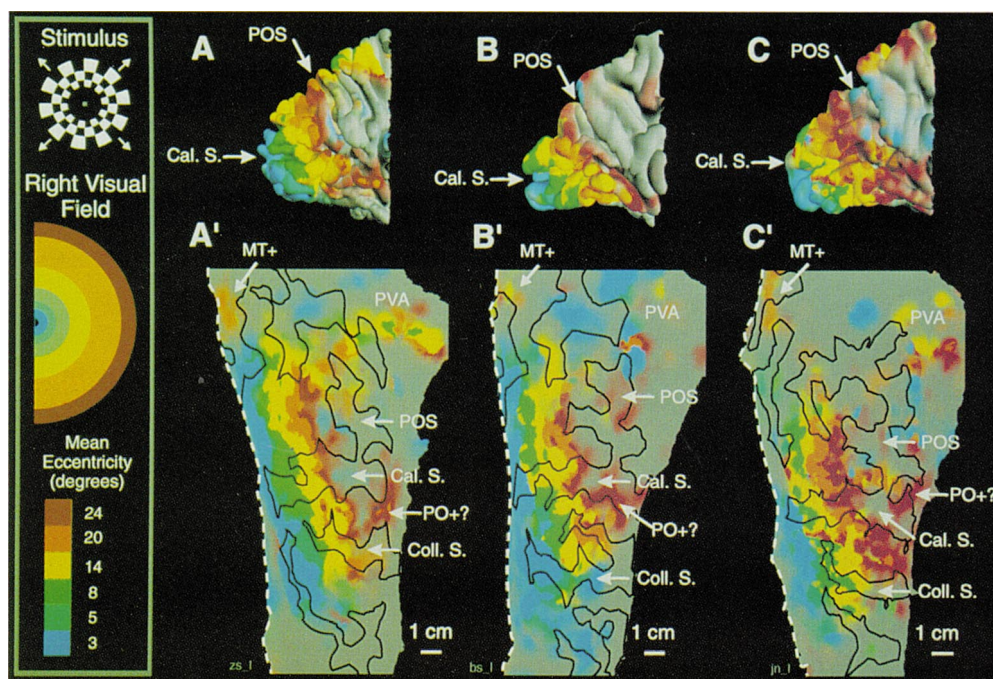 Stimulus
Right Visual
Field
Mean
Eccentricity
(degrees)
24
20
14
8
5
3
A
POS
Cal. S.
B
POS
Cal. S.
C
POS
Cal. S.
A'
MT+
PVA
POS
Cal. S.
PO+?
Coll. S.
1 cm
zs_l
B'
MT+
PVA
POS
Cal. S.
PO+?
Coll. S.
1 cm
bs_l
C'
MT+
PVA
POS
PO+?
Cal. S.
Coll. S.
1 cm
jn_l